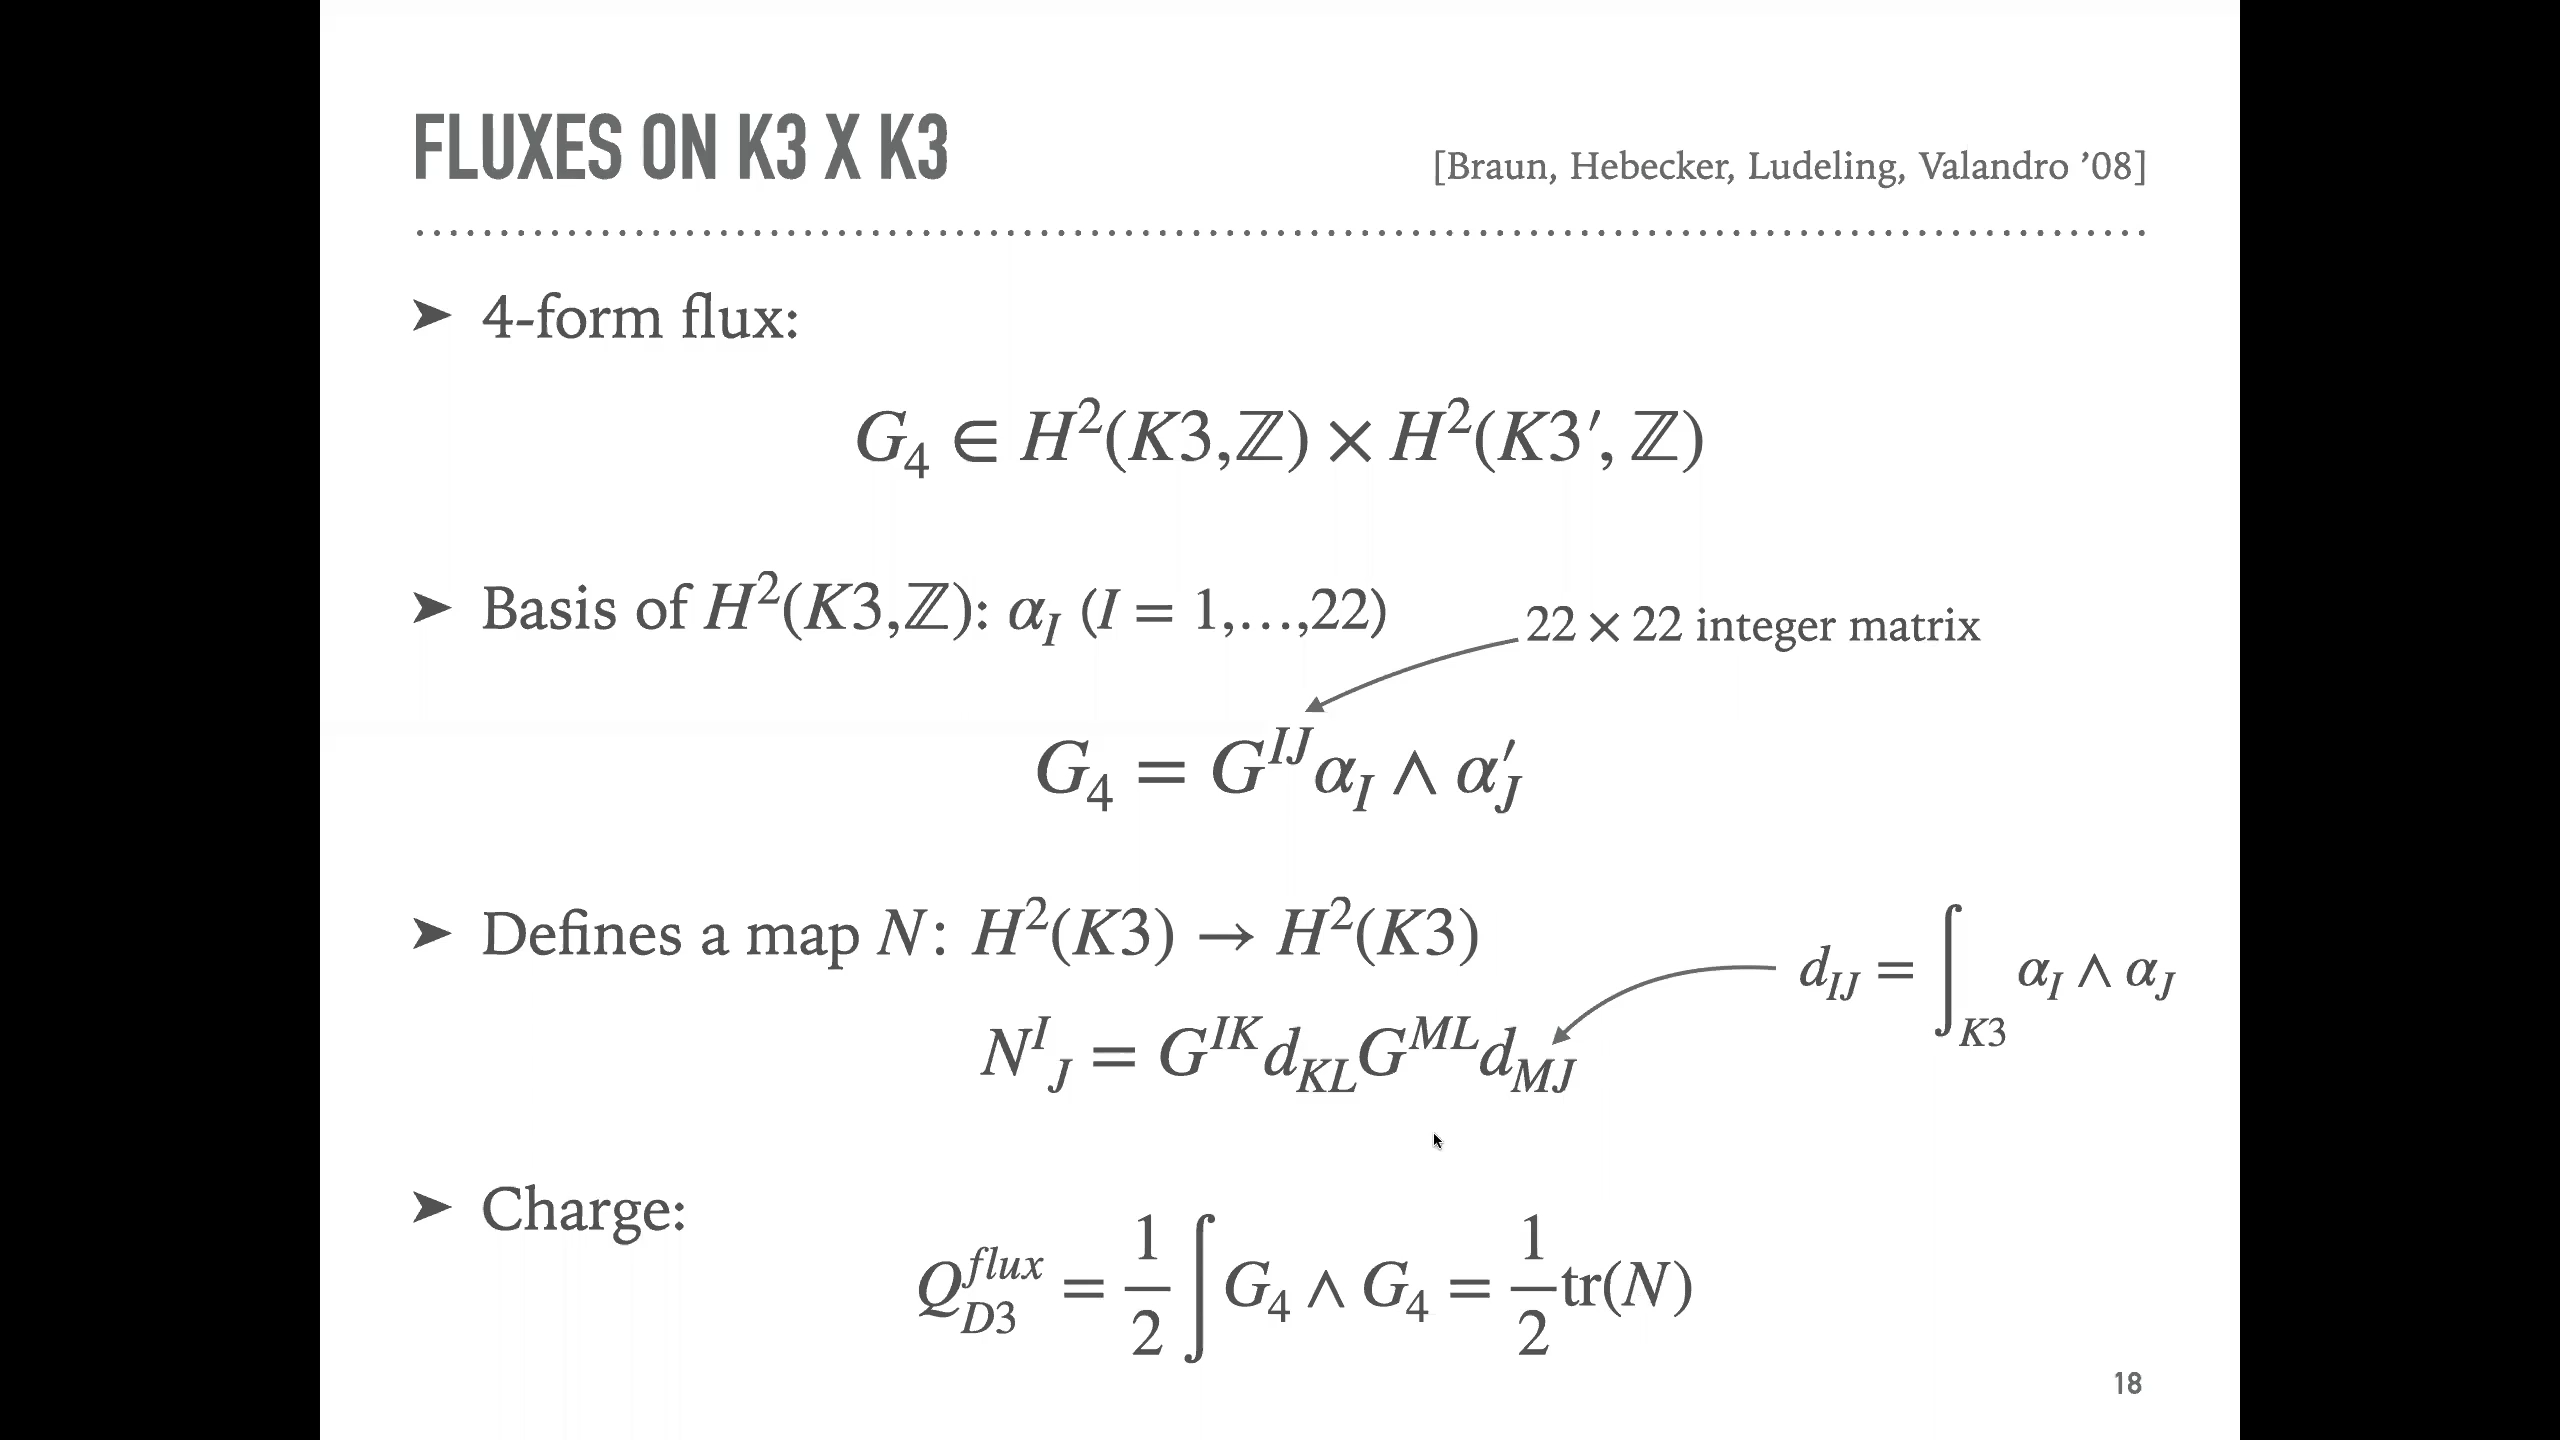 FLUXES ON K3 X K3
[Braun, Hebecker, Ludeling, Valandro ’08]
➤ 4-form flux:
G₄ ∈ H²(K3,ℤ) × H²(K3′, ℤ)
➤ Basis of H²(K3,ℤ): α_I (I = 1,…,22)
22 × 22 integer matrix
G₄ = G^{IJ} α_I ∧ α′_J
➤ Defines a map N: H²(K3) → H²(K3)
d_{IJ} = ∫_{K3} α_I ∧ α_J
N^I_J = G^{IK} d_{KL} G^{ML} d_{MJ}
➤ Charge:
Q^{flux}_{D3} = 1/2 ∫ G₄ ∧ G₄ = 1/2 tr(N)
18